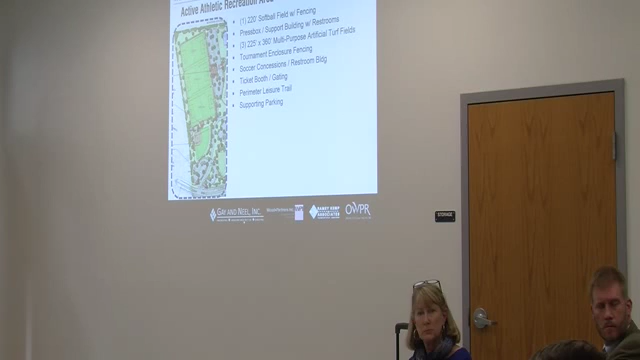 Active Athletic Recreation Area
(1) 220' Softball Field w/ Fencing
Pressbox / Support Building w/ Restrooms
(3) 225' x 360' Multi-Purpose Artificial Turf Fields
Tournament Enclosure Fencing
Soccer Concessions / Restroom Bldg
Ticket Booth / Gating
Perimeter Leisure Trail
Supporting Parking
GAY AND NEEL, INC.
ASSOCIATES
OWPR
STORAGE